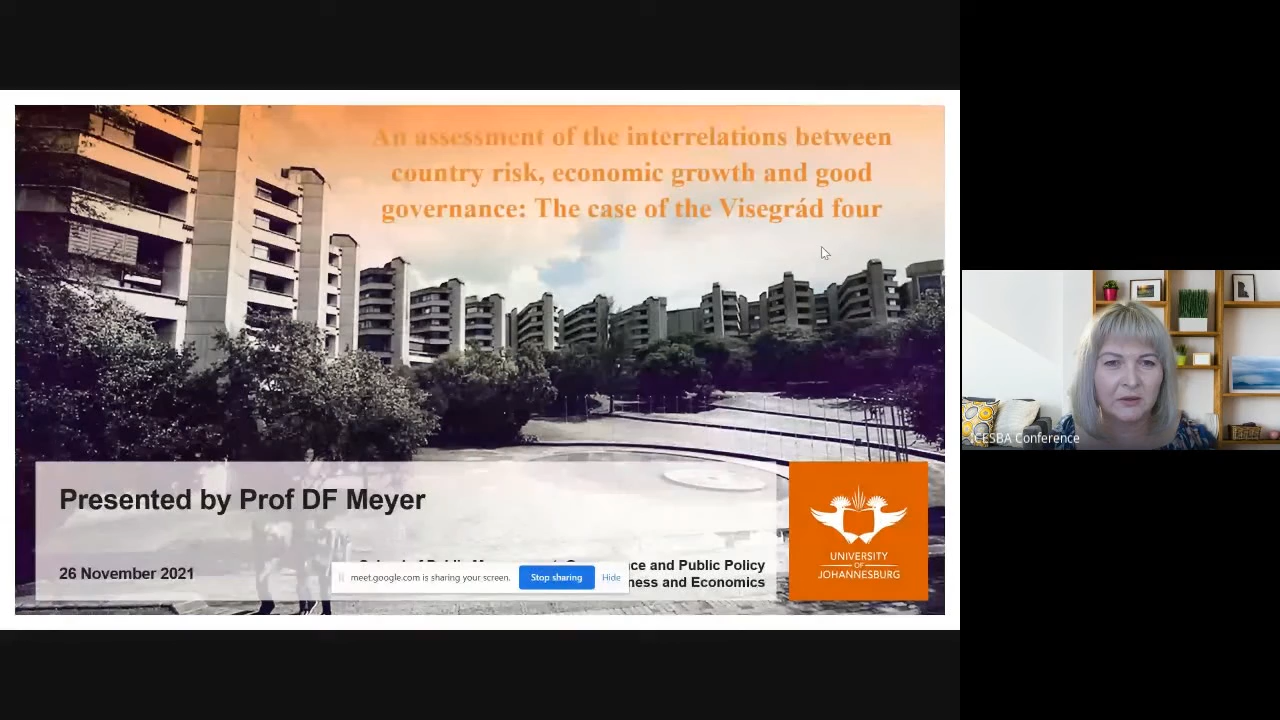 An assessment of the interrelations between
country risk, economic growth and good
governance: The case of the Visegrád four
Presented by Prof DF Meyer
26 November 2021
ce and Public Policy
ness and Economics
meet.google.com is sharing your screen.
Stop sharing
Hide
UNIVERSITY
OF
JOHANNESBURG
CESBA Conference